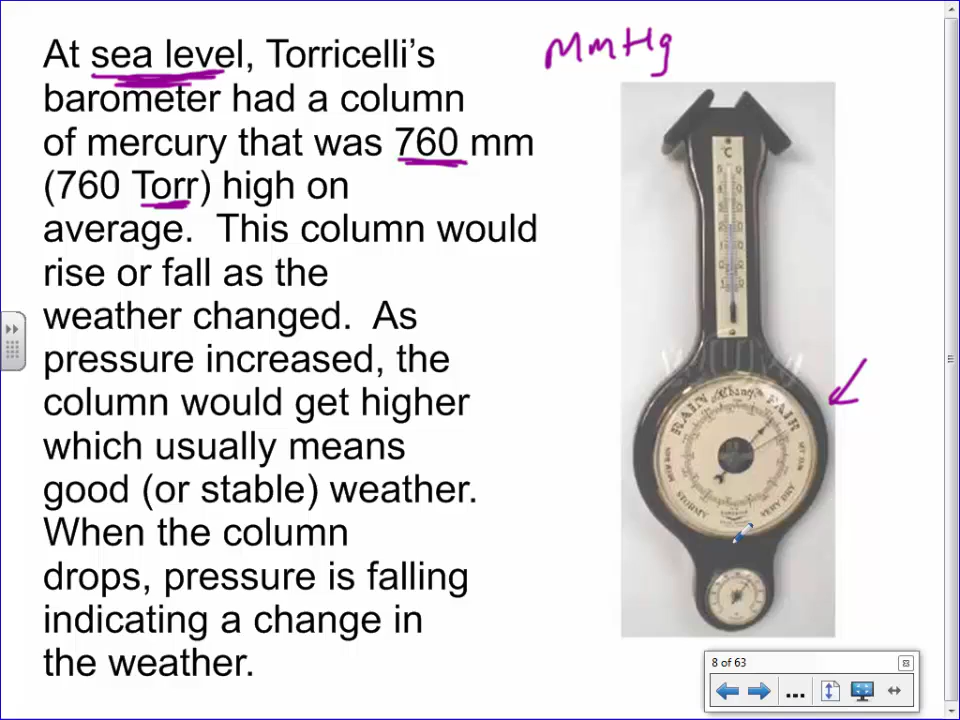 At sea level, Torricelli's
barometer had a column
of mercury that was 760 mm
(760 Torr) high on
average.  This column would
rise or fall as the
weather changed.  As
pressure increased, the
column would get higher
which usually means
good (or stable) weather.
When the column
drops, pressure is falling
indicating a change in
the weather.
MmHg
°C
RAIN Change FAIR
STORMY VERY DRY
8 of 63
...